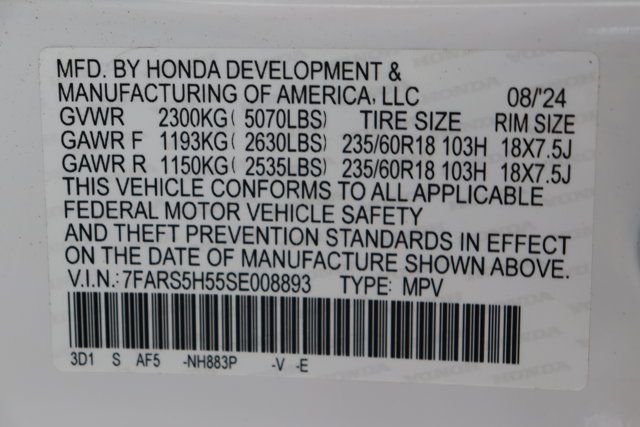 MFD. BY HONDA DEVELOPMENT &
MANUFACTURING OF AMERICA, LLC 08/'24
GVWR 2300KG( 5070LBS) TIRE SIZE RIM SIZE
GAWR F 1193KG( 2630LBS) 235/60R18 103H 18X7.5J
GAWR R 1150KG( 2535LBS) 235/60R18 103H 18X7.5J
THIS VEHICLE CONFORMS TO ALL APPLICABLE
FEDERAL MOTOR VEHICLE SAFETY
AND THEFT PREVENTION STANDARDS IN EFFECT
ON THE DATE OF MANUFACTURE SHOWN ABOVE.
V.I.N.: 7FARS5H55SE008893 TYPE: MPV
3D1 S AF5 -NH883P -V -E